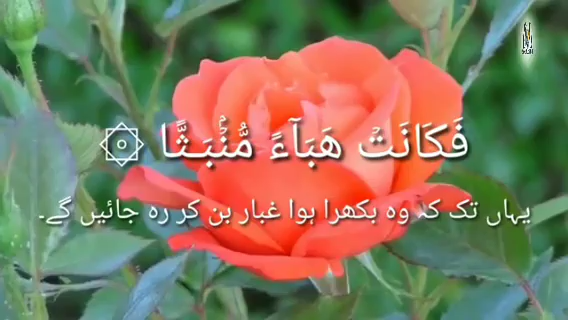 فَكَانَتۡ هَبَآءً مُّنۢۡبَثًّا ۞
یہاں تک کہ وہ بکھرا ہوا غبار بن کر رہ جائیں گے۔